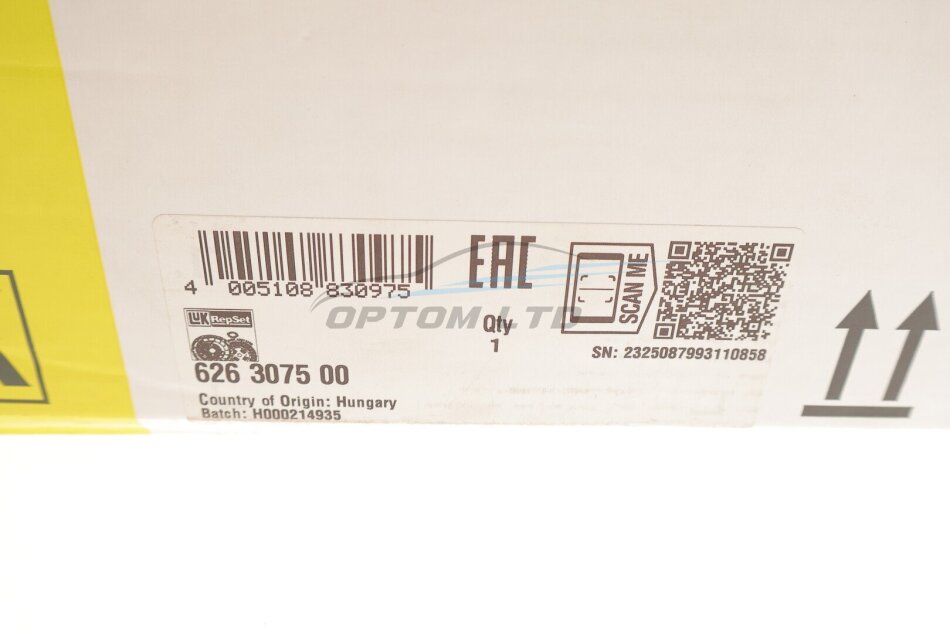 4 005108 830975
EAC
SCAN ME
OPTOM LTD
Qty
1
LUK RepSet
SN: 2325087993110858
626 3075 00
Country of Origin: Hungary
Batch: H000214935